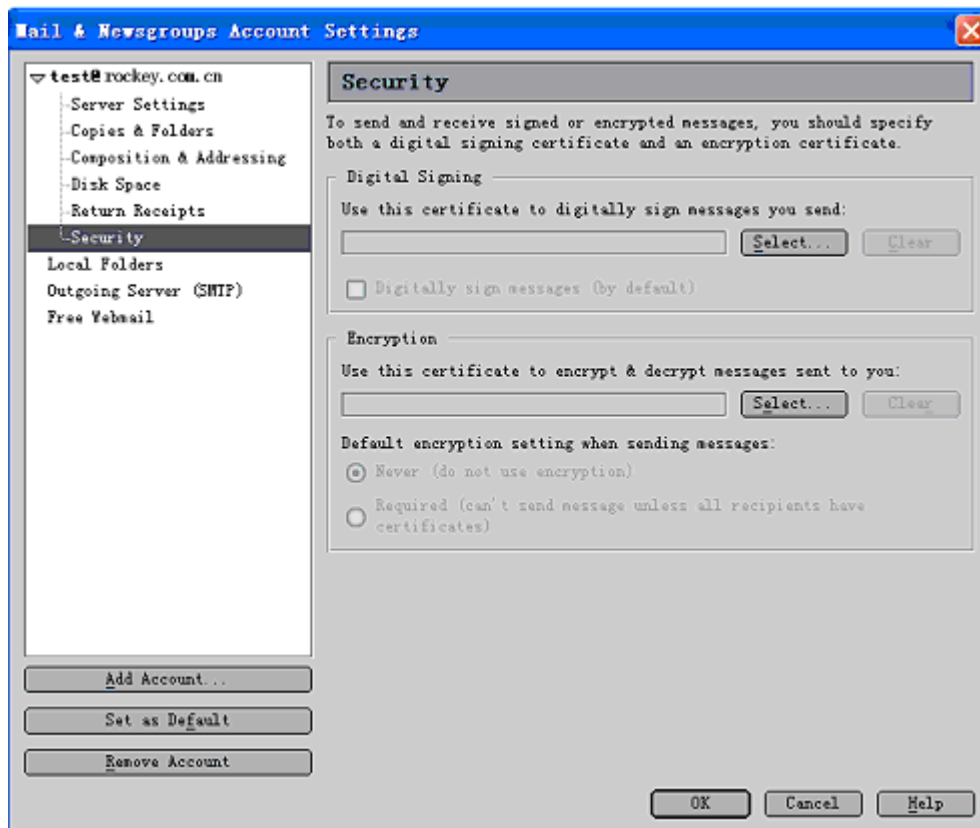 Mail & Newsgroups Account Settings
test@rockey.com.cn
Server Settings
Copies & Folders
Composition & Addressing
Disk Space
Return Receipts
Security
Local Folders
Outgoing Server (SMTP)
Free Webmail
Add Account...
Set as Default
Remove Account
Security
To send and receive signed or encrypted messages, you should specify
both a digital signing certificate and an encryption certificate.
Digital Signing
Use this certificate to digitally sign messages you send:
Select... Clear
Digitally sign messages (by default)
Encryption
Use this certificate to encrypt & decrypt messages sent to you:
Select... Clear
Default encryption setting when sending messages:
Never (do not use encryption)
Required (can't send message unless all recipients have
certificates)
OK Cancel Help